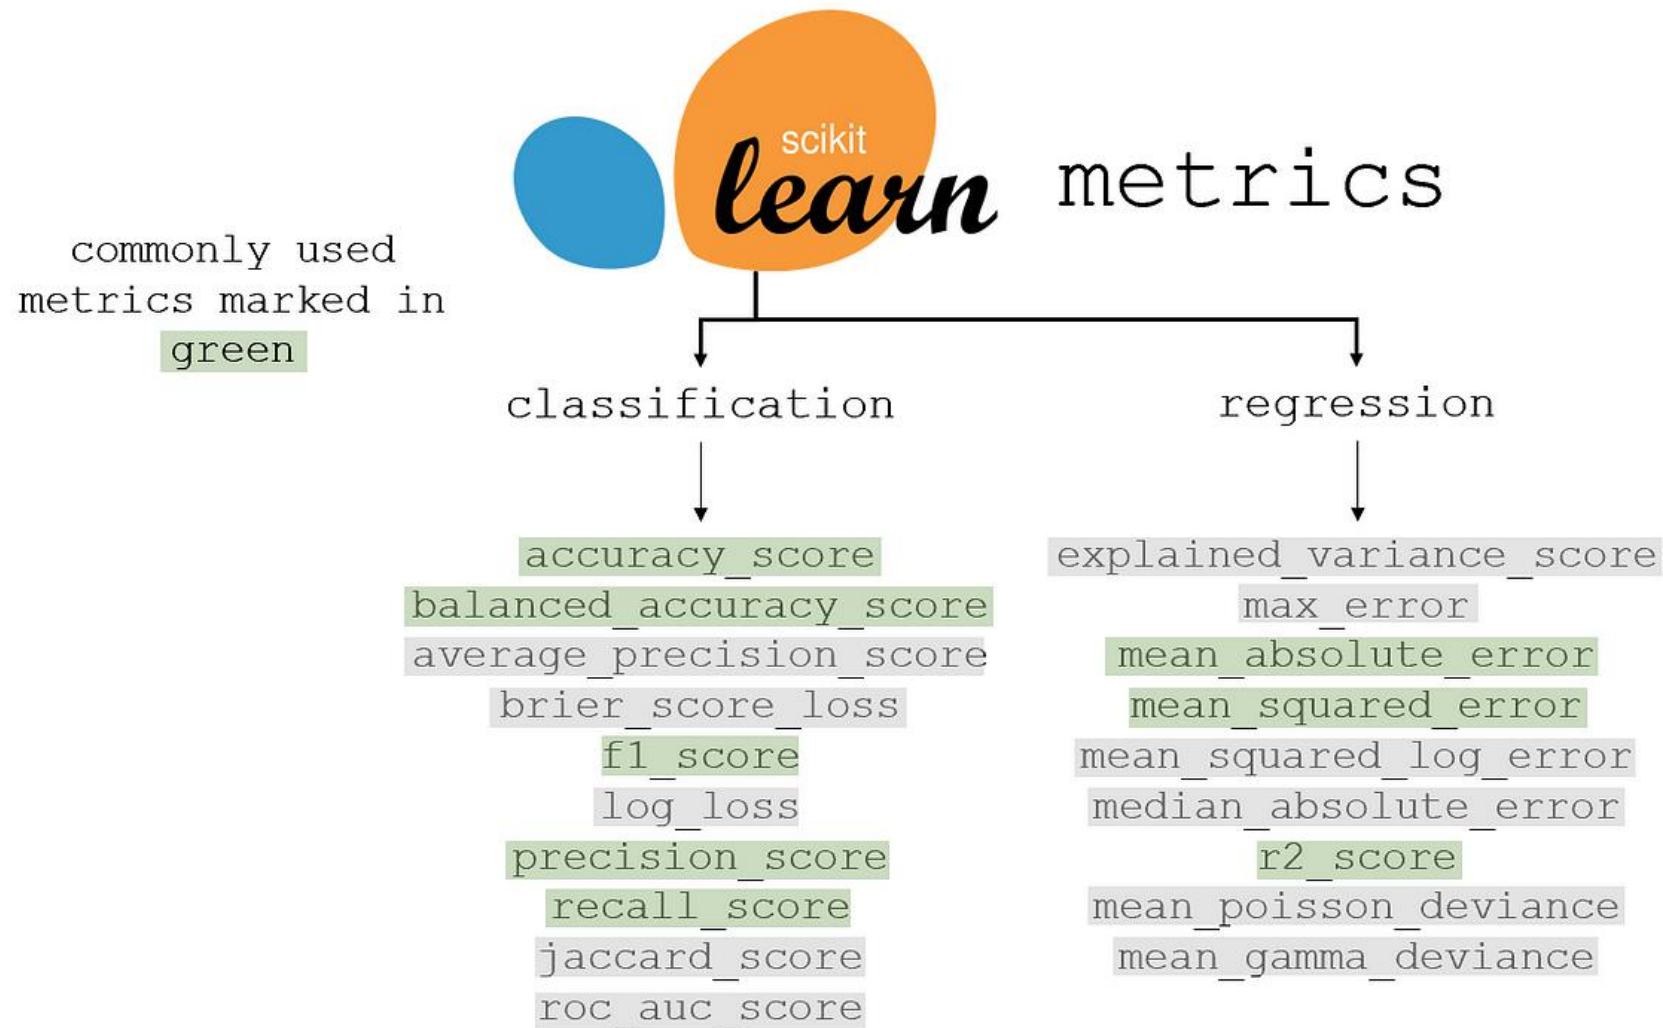 scikit
learn metrics
commonly used
metrics marked in
green
classification
regression
accuracy_score
balanced_accuracy_score
average_precision_score
brier_score_loss
f1_score
log_loss
precision_score
recall_score
jaccard_score
roc_auc_score
explained_variance_score
max_error
mean_absolute_error
mean_squared_error
mean_squared_log_error
median_absolute_error
r2_score
mean_poisson_deviance
mean_gamma_deviance